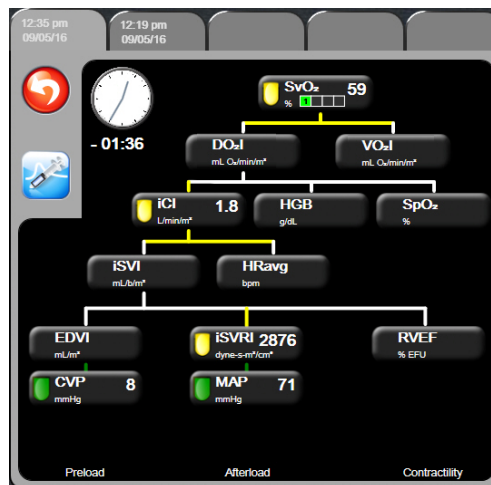 12:35 pm
09/05/16
12:19 pm
09/05/16
- 01:36
SvO₂ 59
% 1
DO₂I
mL O₂/min/m²
VO₂I
mL O₂/min/m²
iCI 1.8
L/min/m²
HGB
g/dL
SpO₂
%
iSVI
mL/b/m²
HRavg
bpm
EDVI
mL/m²
iSVRI 2876
dyne-s-m²/cm⁵
RVEF
% EFU
CVP 8
mmHg
MAP 71
mmHg
Preload
Afterload
Contractility